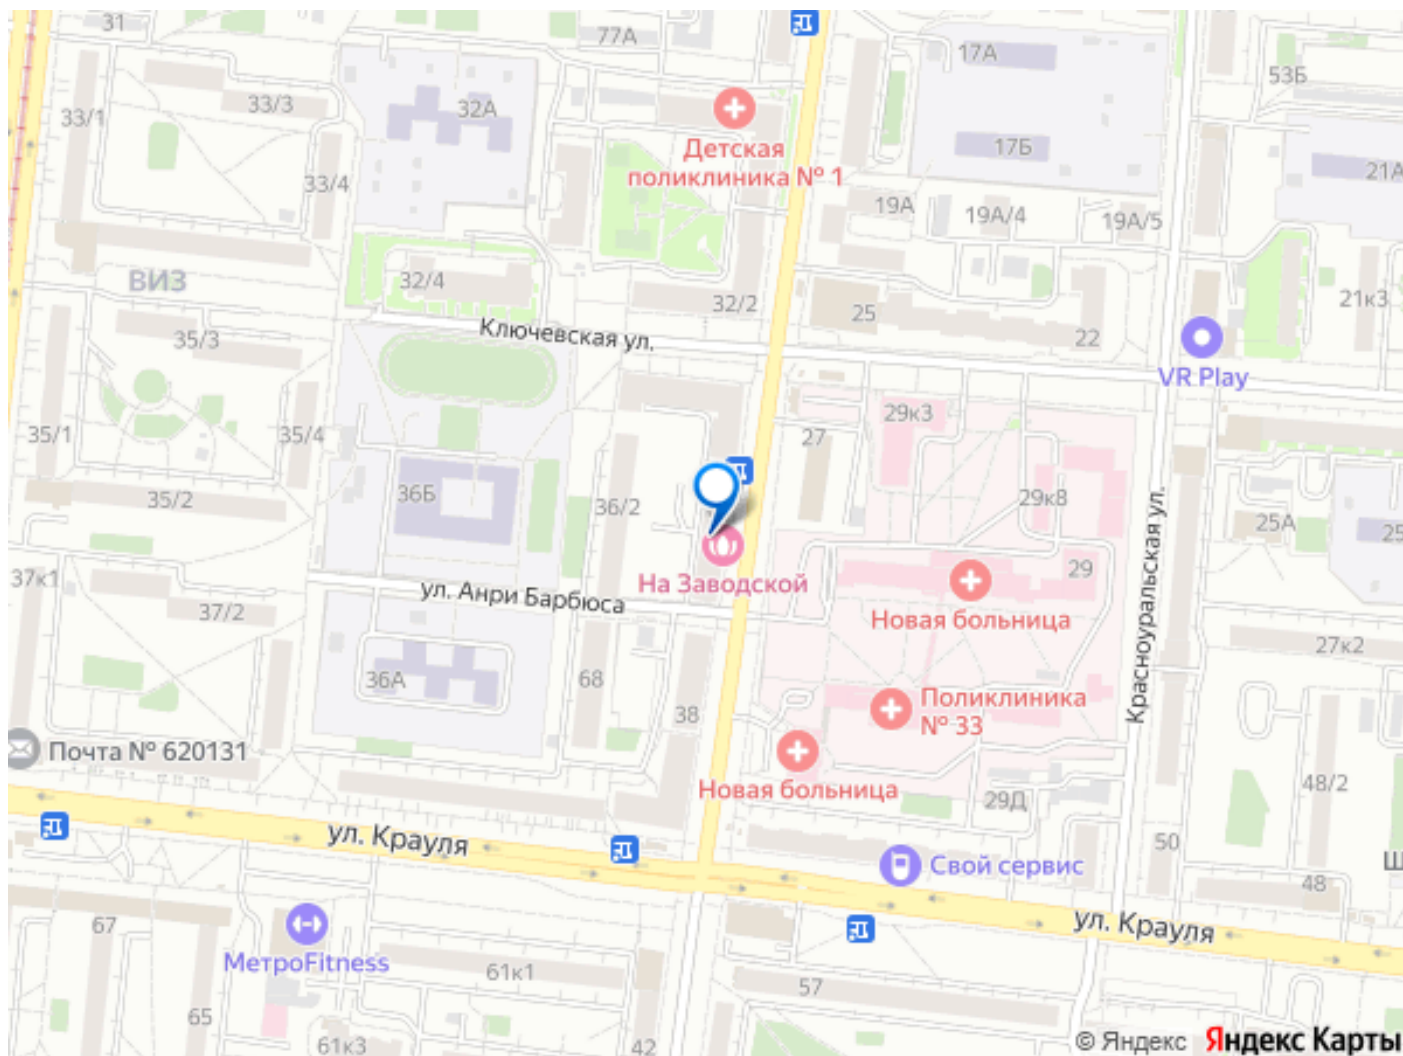 31
77А
17А
53Б
33/1
33/3
32А
Детская
поликлиника № 1
17Б
21А
33/4
19А
19А/4
19А/5
ВИЗ
32/4
32/2
25
22
21к3
35/3
Ключевская ул.
VR Play
35/1
35/4
29к3
27
35/2
36Б
36/2
29к8
25А
25
Красноуральская ул.
37к1
37/2
ул. Анри Барбюса
На Заводской
29
Новая больница
27к2
36А
68
38
Поликлиника
№ 33
Почта № 620131
Новая больница
29Д
48/2
ул. Крауля
50
Свой сервис
48
Ш
67
МетроFitness
61к1
57
ул. Крауля
65
61к3
42
© Яндекс Яндекс Карты